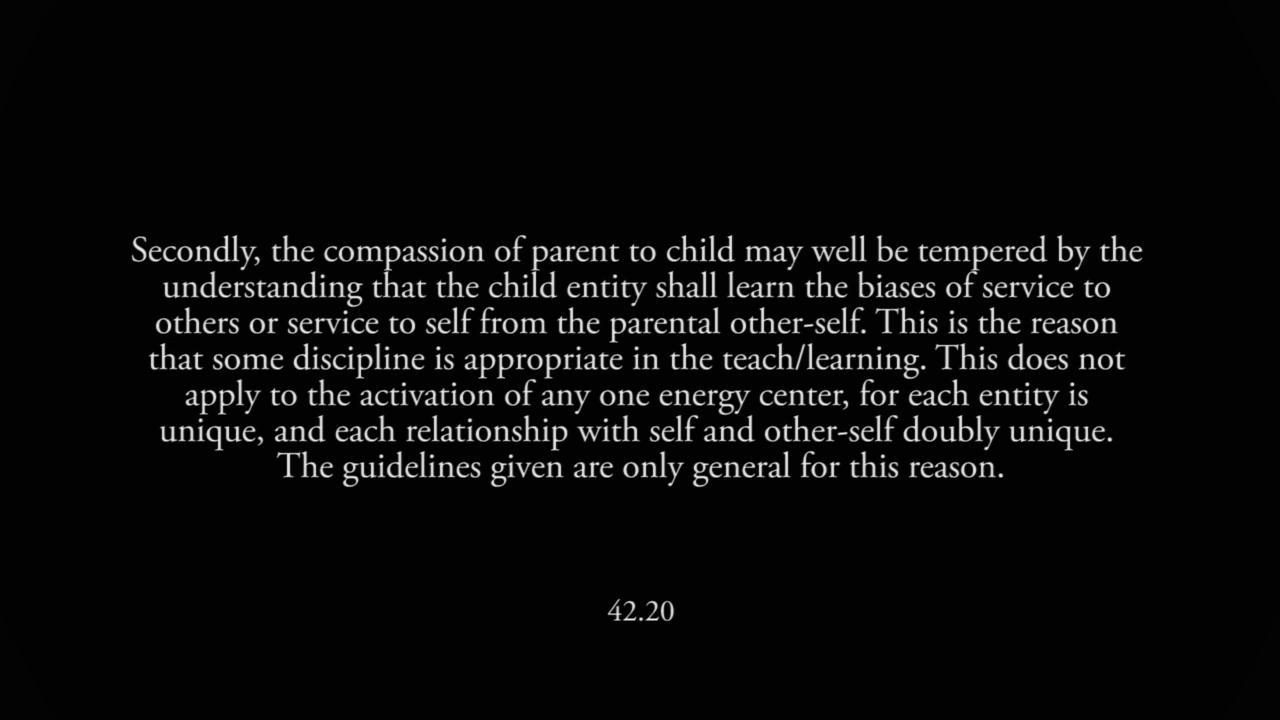 Secondly, the compassion of parent to child may well be tempered by the
understanding that the child entity shall learn the biases of service to
others or service to self from the parental other-self. This is the reason
that some discipline is appropriate in the teach/learning. This does not
apply to the activation of any one energy center, for each entity is
unique, and each relationship with self and other-self doubly unique.
The guidelines given are only general for this reason.
42.20